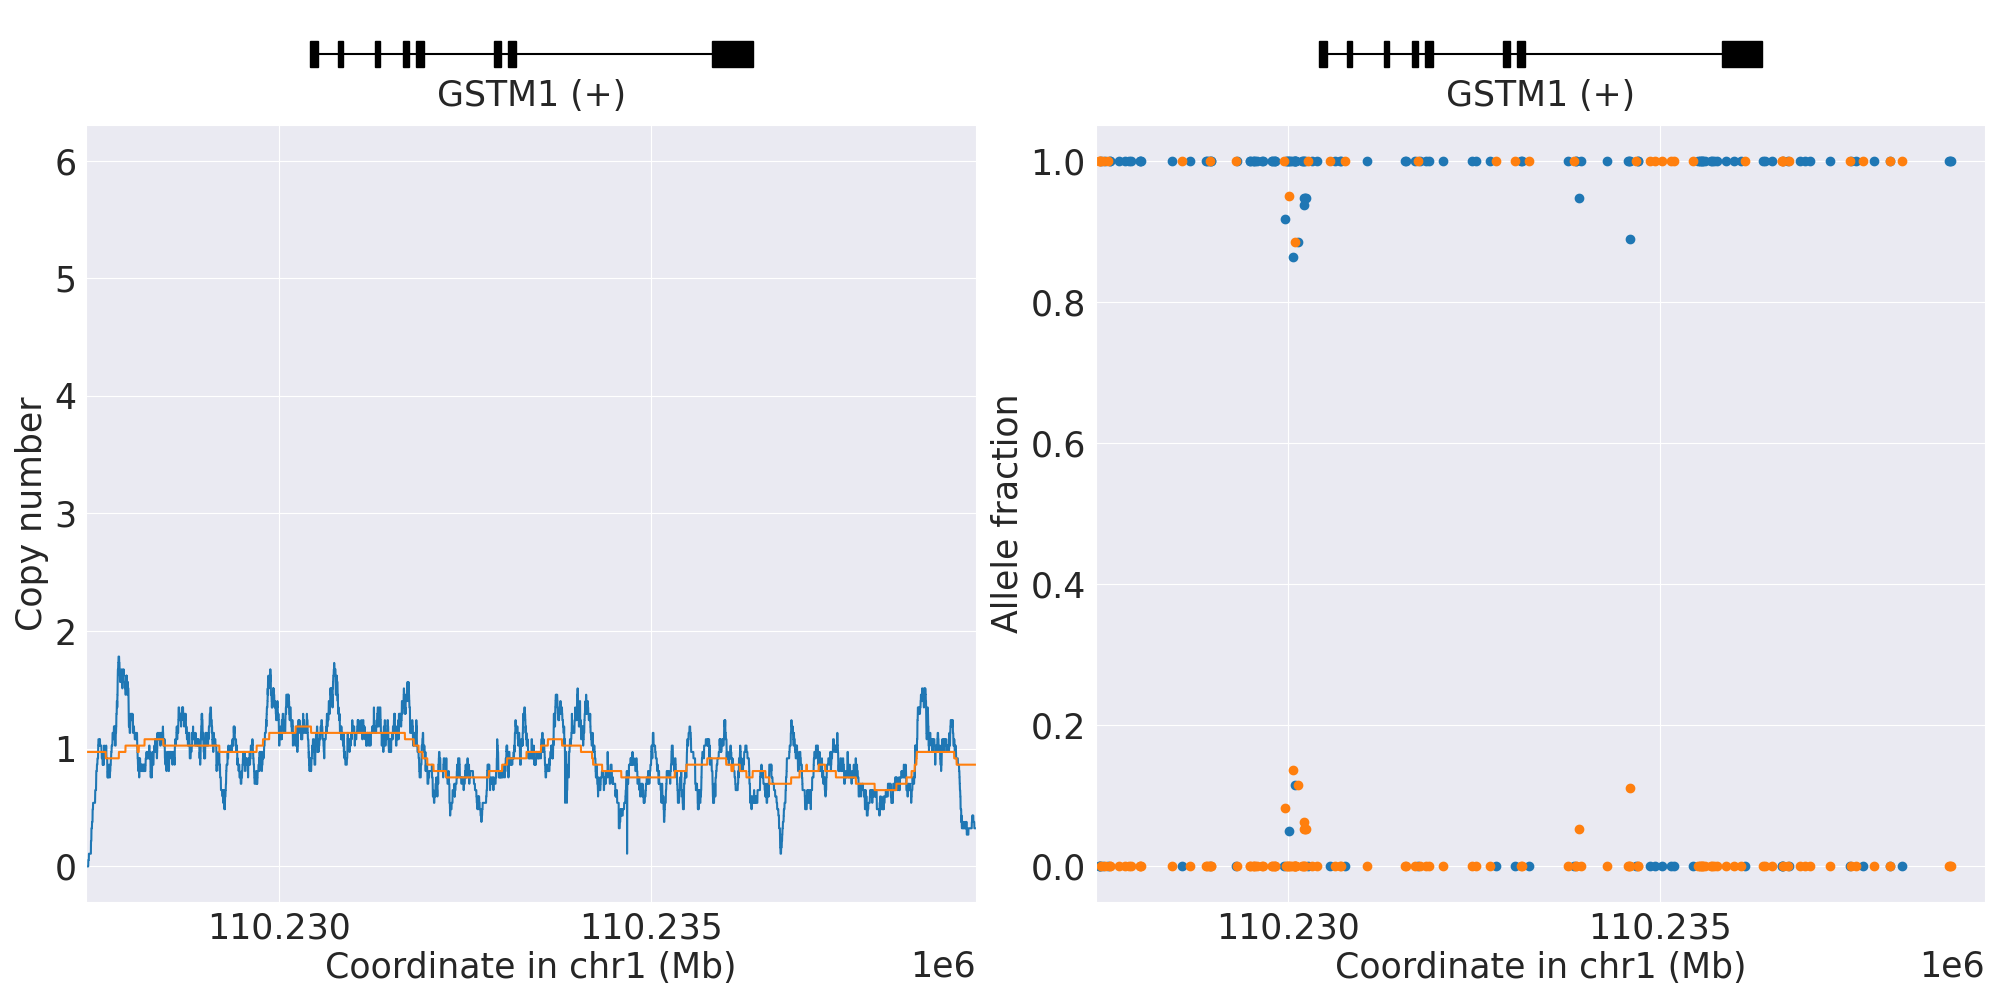 GSTM1 (+)
6
5
4
3
2
1
0
Copy number
110.230
110.235
Coordinate in chr1 (Mb)
1e6
GSTM1 (+)
1.0
0.8
0.6
0.4
0.2
0.0
Allele fraction
110.230
110.235
Coordinate in chr1 (Mb)
1e6